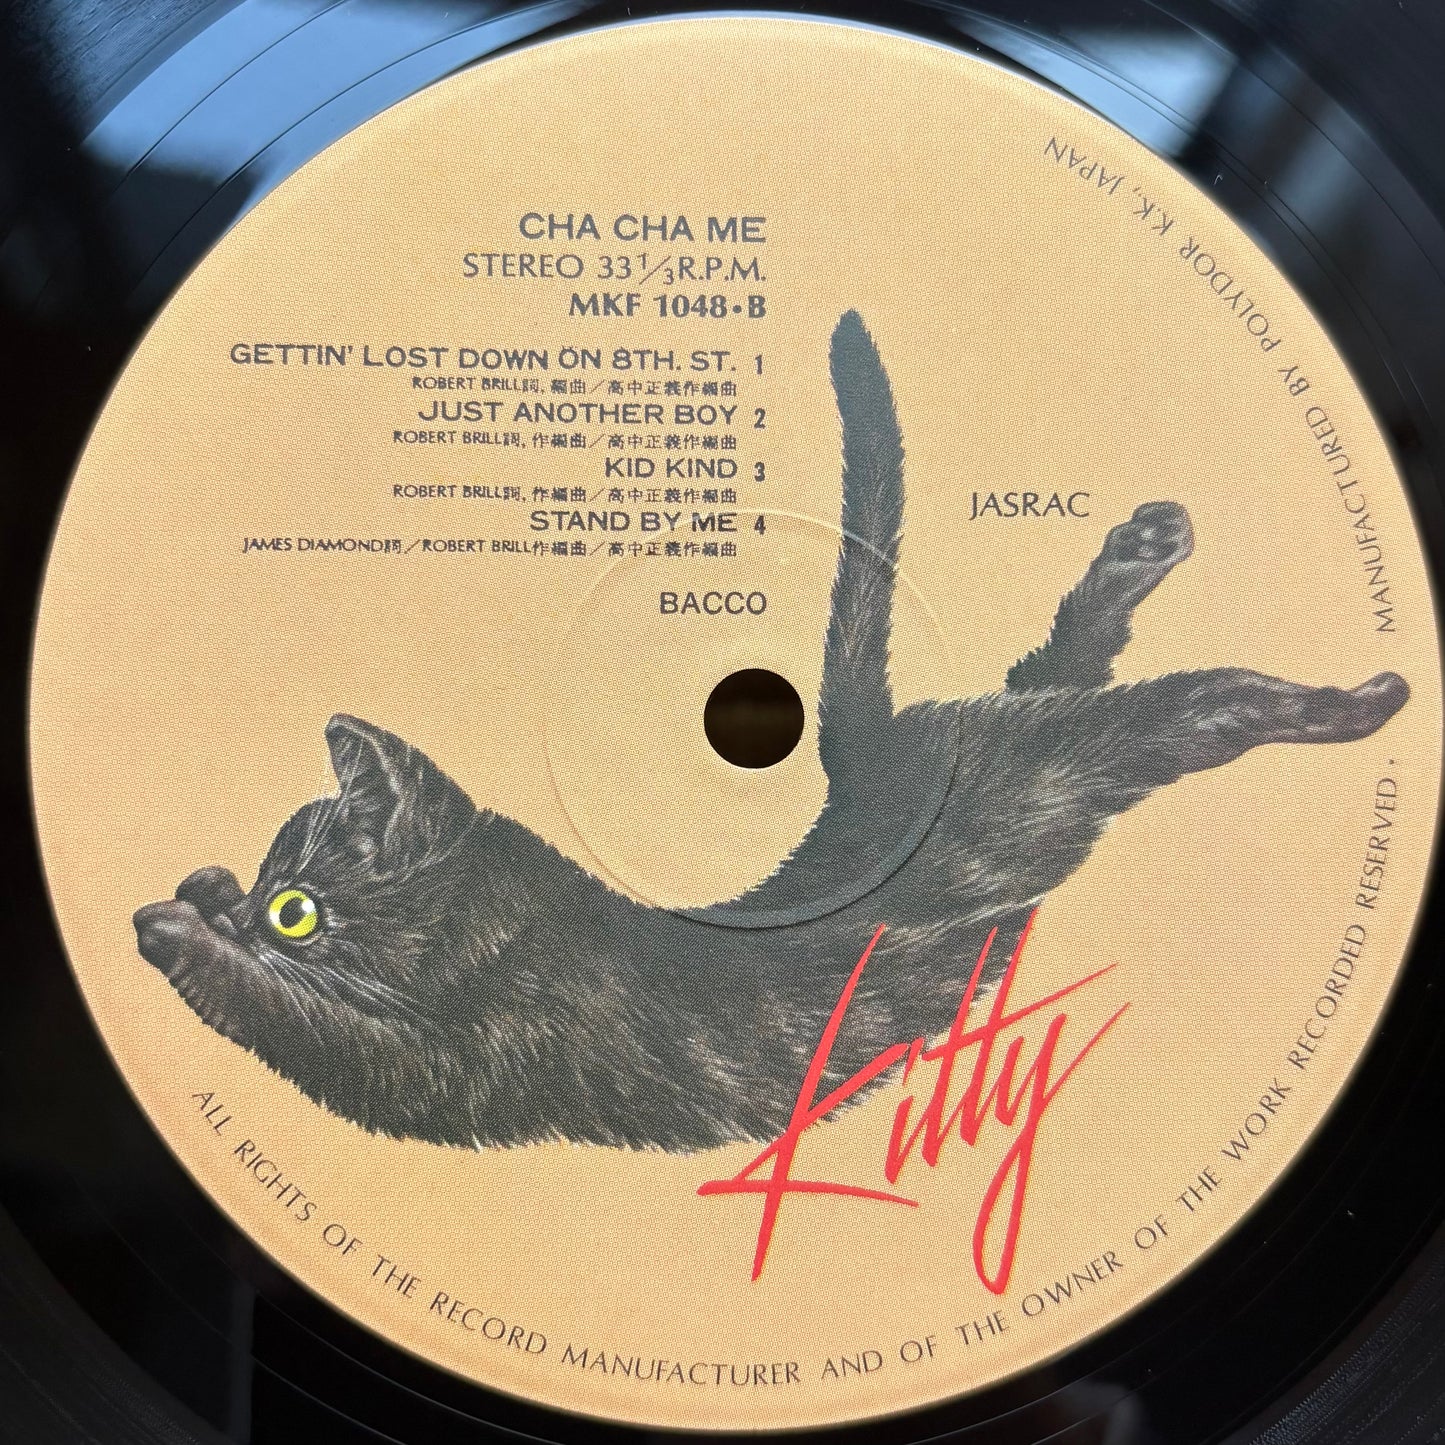 CHA CHA ME
STEREO 33 1/3 R.P.M.
MKF 1048・B
GETTIN' LOST DOWN ON 8TH. ST. 1
ROBERT BRILL詞, 編曲／高中正義作編曲
JUST ANOTHER BOY 2
ROBERT BRILL詞, 作編曲／高中正義作編曲
KID KIND 3
ROBERT BRILL詞, 作編曲／高中正義作編曲
STAND BY ME 4
JAMES DIAMOND詞／ROBERT BRILL作編曲／高中正義作編曲
BACCO
JASRAC
Kitty
ALL RIGHTS OF THE RECORD MANUFACTURER AND OF THE OWNER OF THE WORK RECORDED RESERVED. MANUFACTURED BY POLYDOR K.K., JAPAN